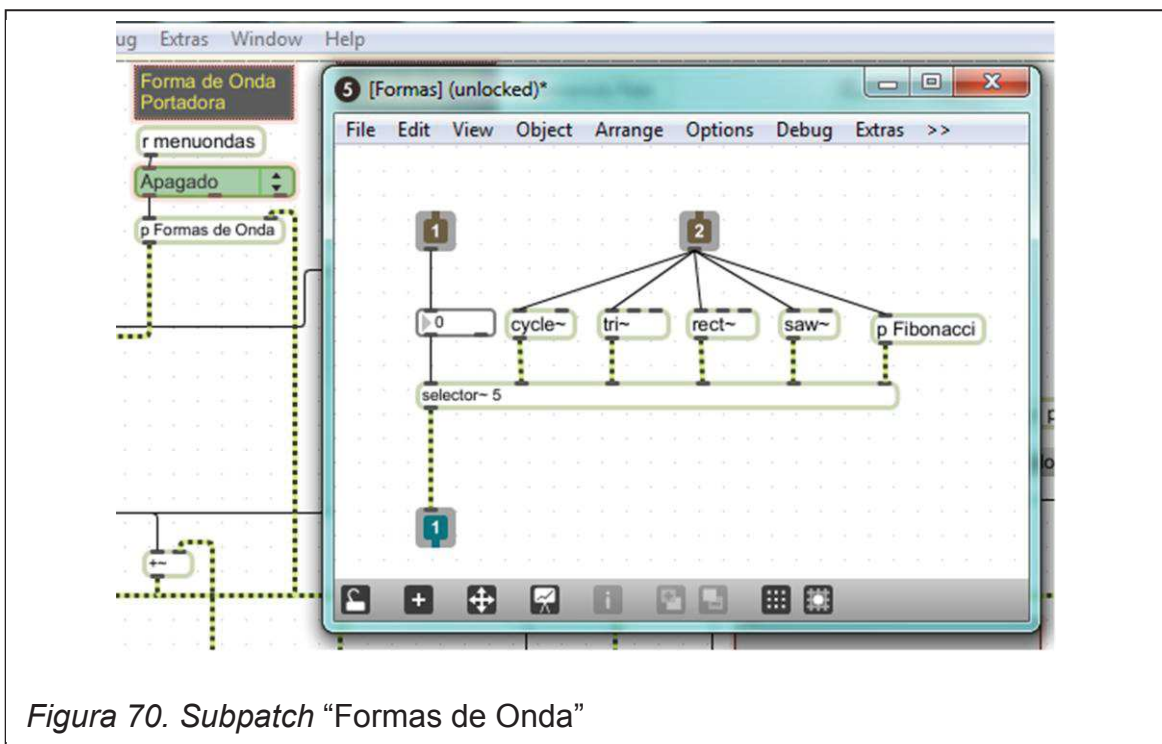 ug Extras Window Help
Forma de Onda
Portadora
r menuondas
Apagado
p Formas de Onda
+~
5 [Formas] (unlocked)*
File Edit View Object Arrange Options Debug Extras >>
1 2
0 cycle~ tri~ rect~ saw~ p Fibonacci
selector~ 5
1
i
p
Figura 70. Subpatch “Formas de Onda”